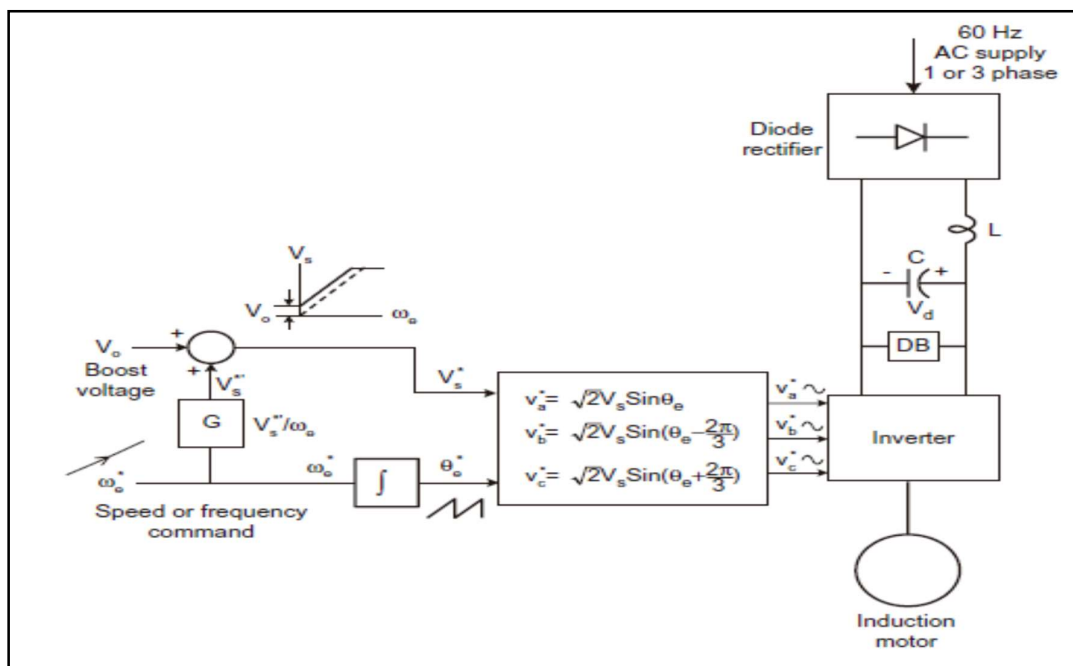 60 Hz
AC supply
1 or 3 phase
Diode
rectifier
L
C
- +
V_d
DB
V_s
V_o
ω_e
V_o
Boost
voltage
+
+
V_s*'
G
V_s*'/ω_e
V_s*
ω_e*
Speed or frequency
command
ω_e*
∫
θ_e*
v_a* = √2V_s Sinθ_e
v_b* = √2V_s Sin(θ_e – 2π/3)
v_c* = √2V_s Sin(θ_e + 2π/3)
v_a*
v_b*
v_c*
Inverter
Induction
motor